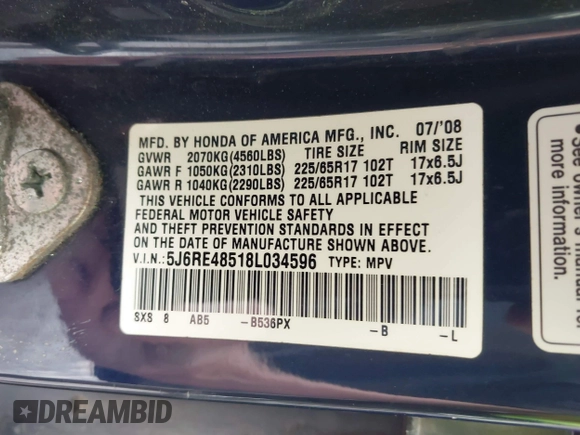 MFD. BY HONDA OF AMERICA MFG., INC. 07/'08
GVWR 2070KG(4560LBS) TIRE SIZE RIM SIZE
GAWR F 1050KG(2310LBS) 225/65R17 102T 17x6.5J
GAWR R 1040KG(2290LBS) 225/65R17 102T 17x6.5J
THIS VEHICLE CONFORMS TO ALL APPLICABLE
FEDERAL MOTOR VEHICLE SAFETY
AND THEFT PREVENTION STANDARDS IN EFFECT
ON THE DATE OF MANUFACTURE SHOWN ABOVE.
V.I.N.:5J6RE48518L034596 TYPE: MPV
SXS 8 AB5 -B536PX -B -L
See
more information.
DREAMBID